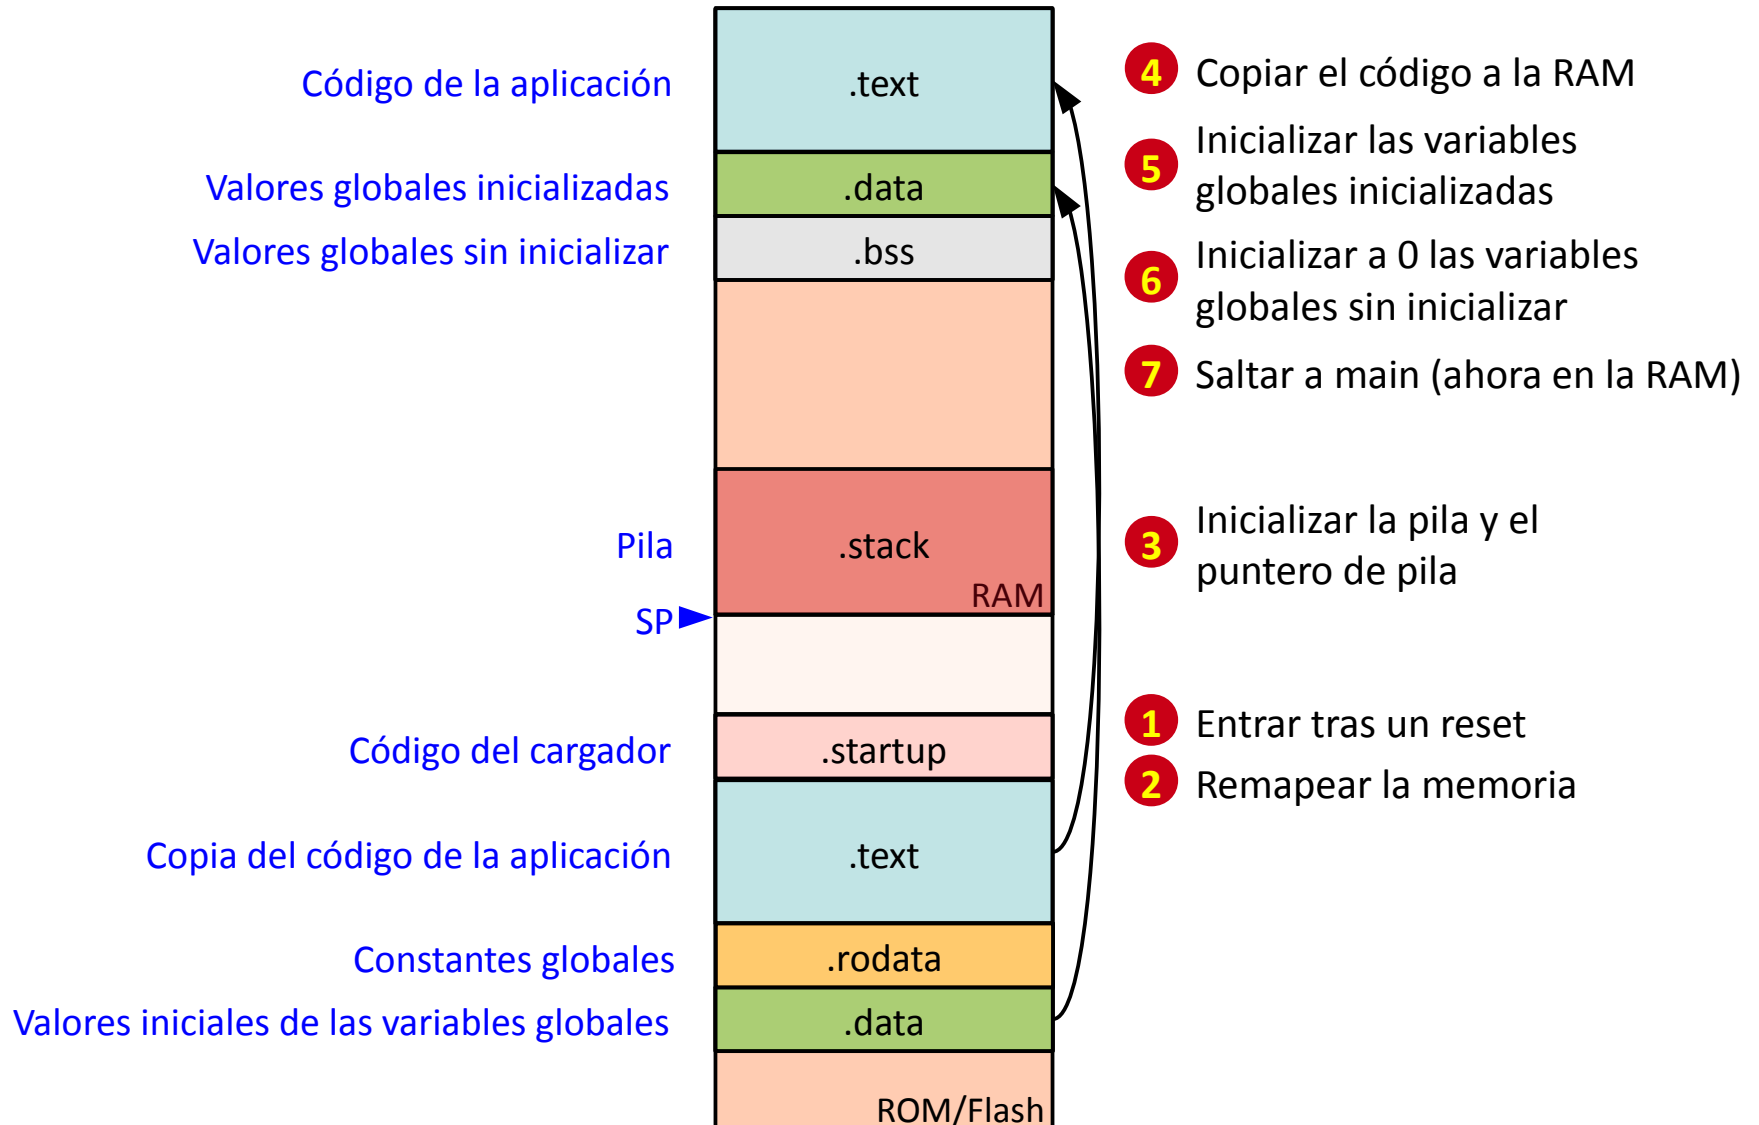 Código de la aplicación
.text
4 Copiar el código a la RAM
Valores globales inicializadas
.data
5 Inicializar las variables
globales inicializadas
Valores globales sin inicializar
.bss
6 Inicializar a 0 las variables
globales sin inicializar
7 Saltar a main (ahora en la RAM)
Pila
.stack
RAM
3 Inicializar la pila y el
puntero de pila
SP
1 Entrar tras un reset
Código del cargador
.startup
2 Remapear la memoria
Copia del código de la aplicación
.text
Constantes globales
.rodata
Valores iniciales de las variables globales
.data
ROM/Flash